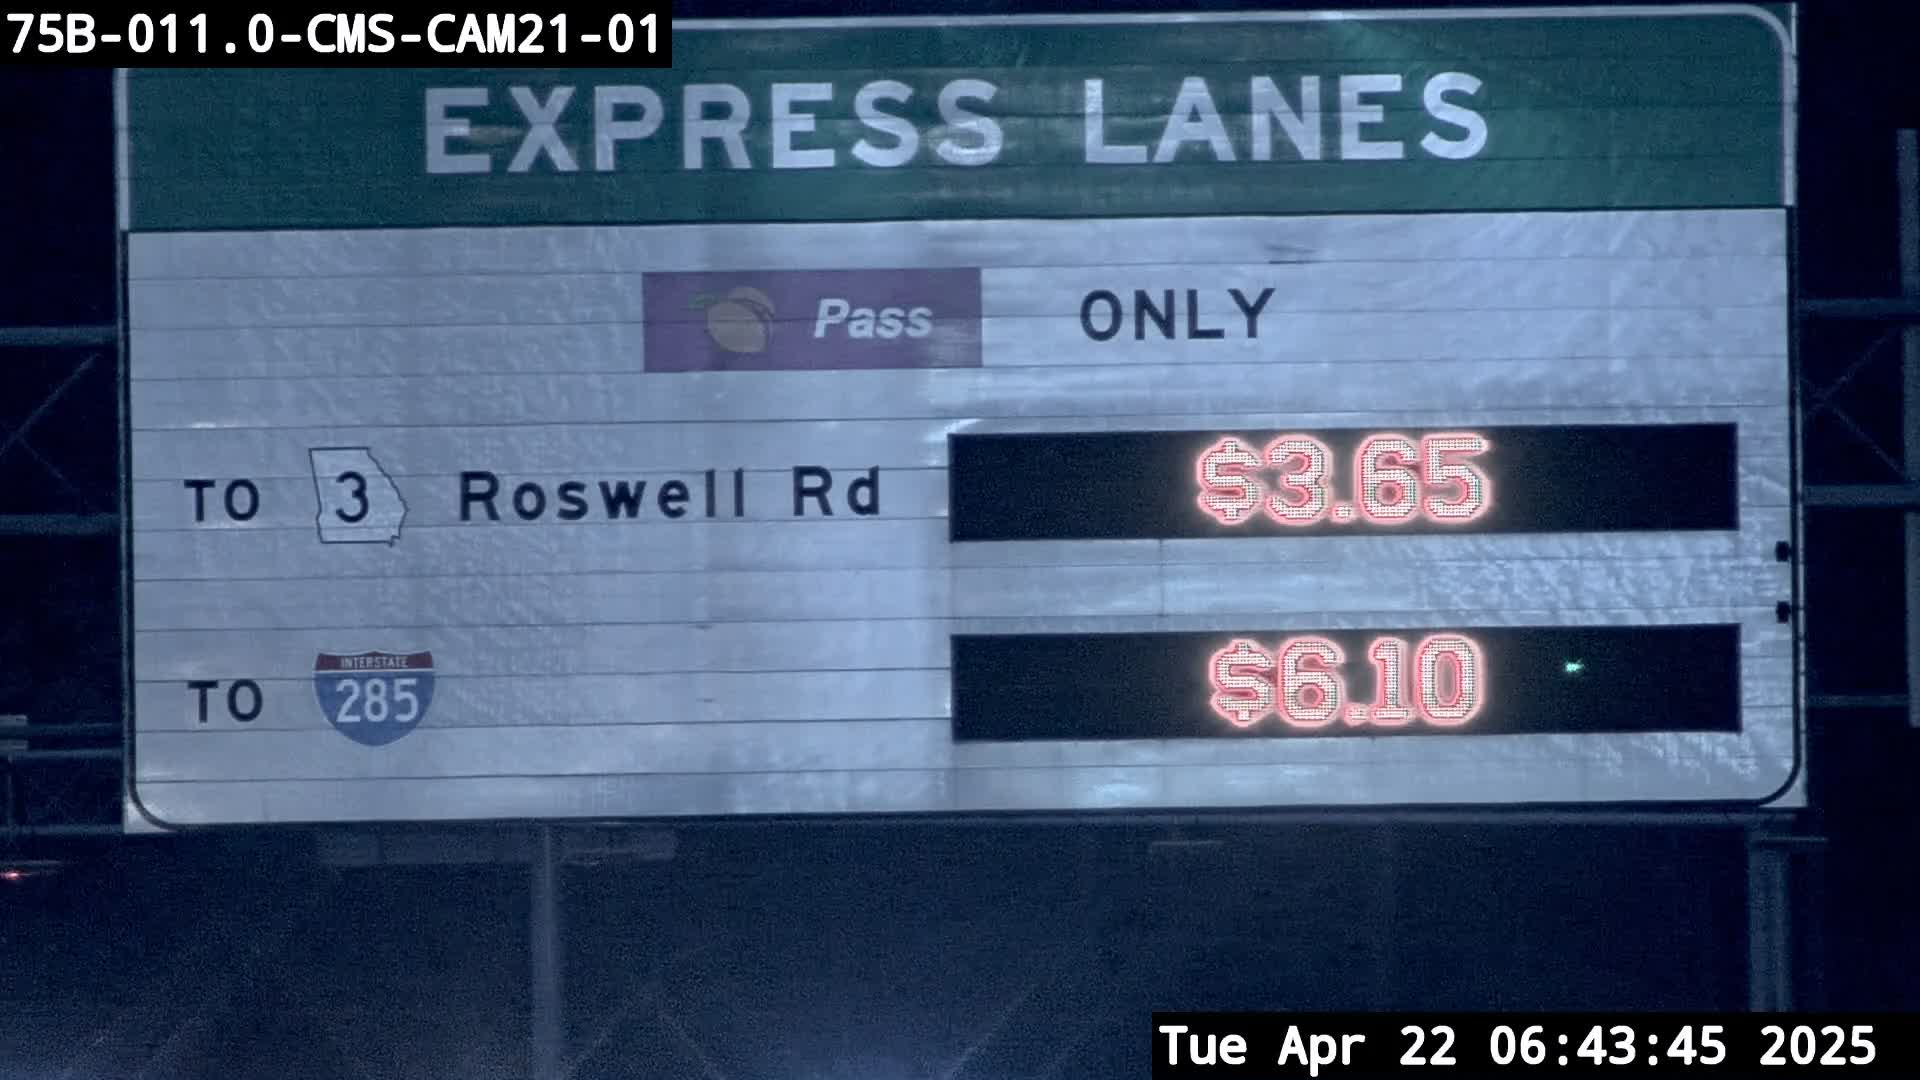 75B-011.0-CMS-CAM21-01
EXPRESS LANES
Pass ONLY
TO 3 Roswell Rd $3.65
INTERSTATE
TO 285 $6.10
Tue Apr 22 06:43:45 2025